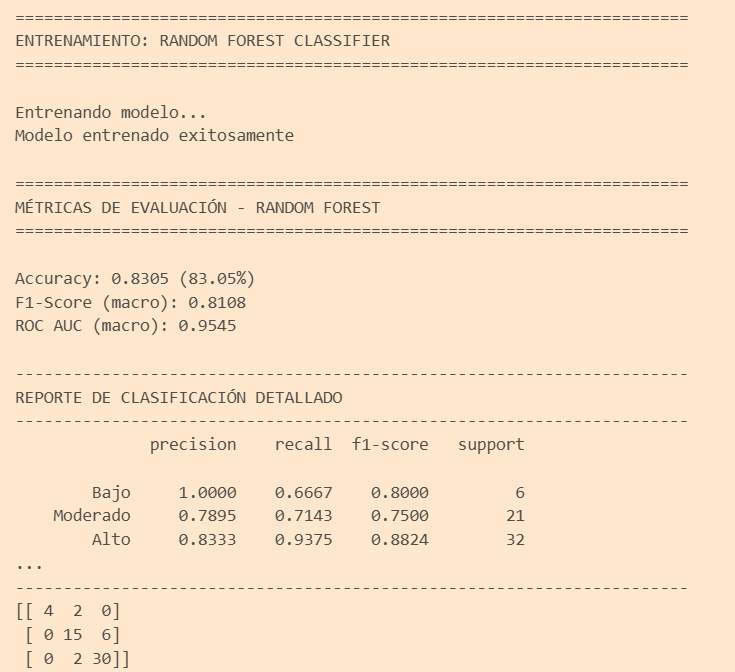 ======================================================================
ENTRENAMIENTO: RANDOM FOREST CLASSIFIER
======================================================================
Entrenando modelo...
Modelo entrenado exitosamente
======================================================================
MÉTRICAS DE EVALUACIÓN - RANDOM FOREST
======================================================================
Accuracy: 0.8305 (83.05%)
F1-Score (macro): 0.8108
ROC AUC (macro): 0.9545
----------------------------------------------------------------------
REPORTE DE CLASIFICACIÓN DETALLADO
----------------------------------------------------------------------
              precision    recall  f1-score   support
        Bajo     1.0000    0.6667    0.8000         6
    Moderado     0.7895    0.7143    0.7500        21
        Alto     0.8333    0.9375    0.8824        32
...
----------------------------------------------------------------------
[[ 4  2  0]
 [ 0 15  6]
 [ 0  2 30]]